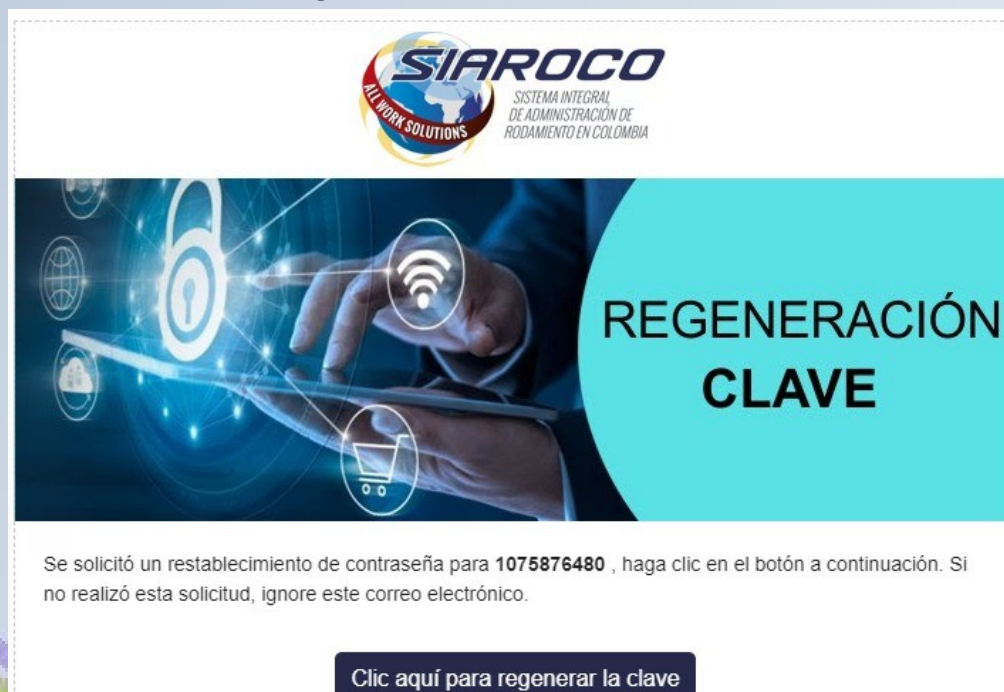 SIAROCO
ALL WORK SOLUTIONS
SISTEMA INTEGRAL
DE ADMINISTRACIÓN DE
RODAMIENTO EN COLOMBIA
REGENERACIÓN
CLAVE
Se solicitó un restablecimiento de contraseña para 1075876480 , haga clic en el botón a continuación. Si
no realizó esta solicitud, ignore este correo electrónico.
Clic aquí para regenerar la clave